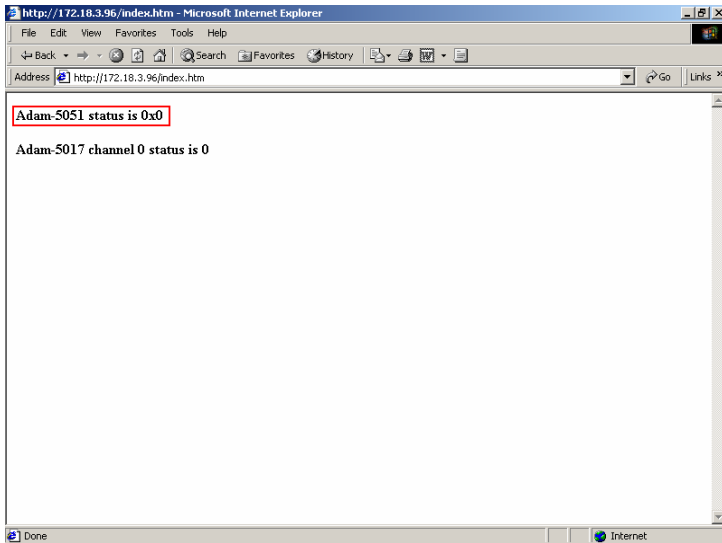 http://172.18.3.96/index.htm - Microsoft Internet Explorer
File Edit View Favorites Tools Help
Back Search Favorites History
Address http://172.18.3.96/index.htm Go Links »
Adam-5051 status is 0x0
Adam-5017 channel 0 status is 0
Done Internet